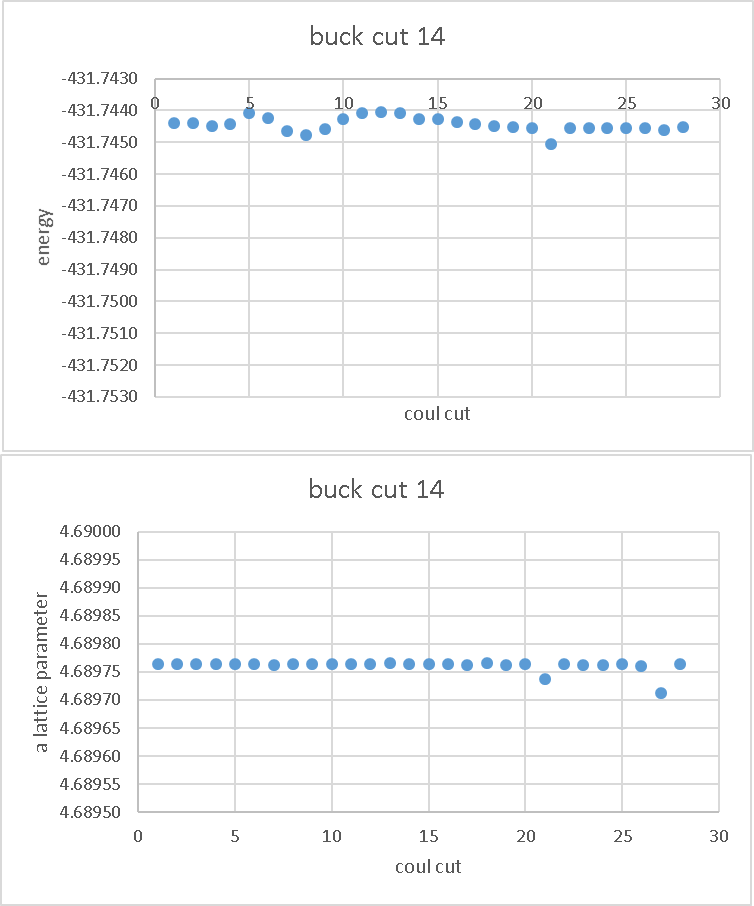 buck cut 14
-431.7430
0 5 10 15 20 25 30
-431.7440
-431.7450
-431.7460
-431.7470
-431.7480
-431.7490
-431.7500
-431.7510
-431.7520
-431.7530
energy
coul cut
buck cut 14
4.69000
4.68995
4.68990
4.68985
4.68980
4.68975
4.68970
4.68965
4.68960
4.68955
4.68950
a lattice parameter
0 5 10 15 20 25 30
coul cut